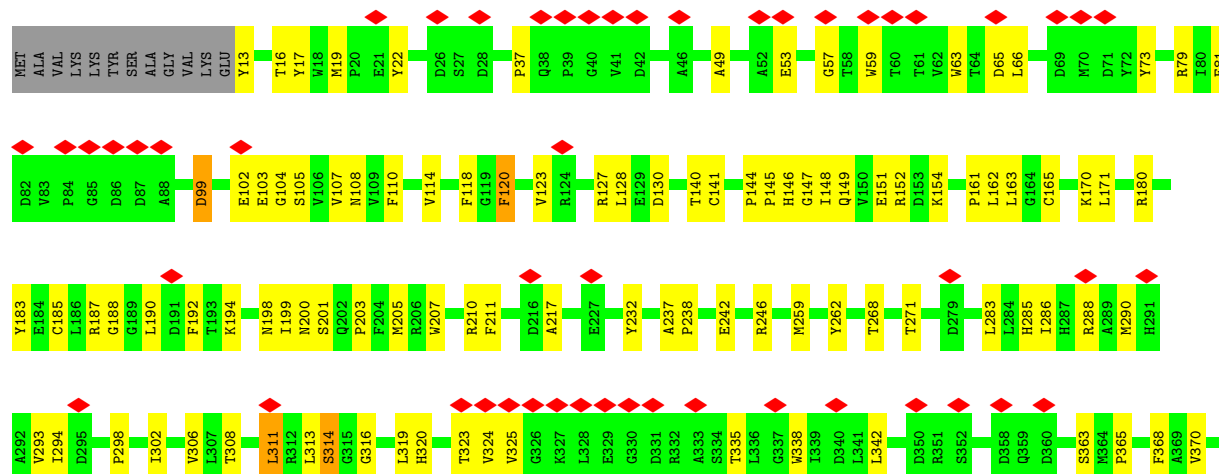 MET ALA VAL LYS LYS TYR SER ALA GLY VAL LYS GLU Y13 T16 Y17 W18 M19 P20 E21 Y22 D26 S27 D28 P37 Q38 P39 G40 V41 D42 A46 A49 A52 E53 G57 T58 W59 T60 T61 V62 W63 T64 D65 L66 D69 M70 D71 Y72 Y73 R79 I80 E81
D82 V83 P84 G85 D86 D87 A88 D99 E102 E103 G104 S105 V106 V107 N108 V109 F110 V114 F118 G119 F120 V123 R124 R127 L128 E129 D130 T140 C141 P144 P145 H146 G147 I148 Q149 V150 E151 R152 D153 K154 P161 L162 L163 G164 C165 K170 L171 R180
Y183 E184 C185 L186 R187 G188 G189 L190 D191 F192 T193 K194 N198 I199 N200 S201 Q202 P203 F204 M205 R206 W207 R210 F211 D216 A217 E227 Y232 A237 P238 E242 R246 M259 Y262 T268 T271 D279 L283 L284 H285 L286 H287 R288 A289 M290 H291
A292 V293 I294 D295 P298 I302 V306 L307 T308 L311 R312 L313 S314 G315 G316 L319 H320 T323 V324 V325 G326 K327 L328 E329 G330 D331 R332 A333 S334 T335 L336 G337 W338 I339 D340 L341 L342 D350 R351 S352 D358 Q359 D360 S363 M364 P365 F368 A369 V370